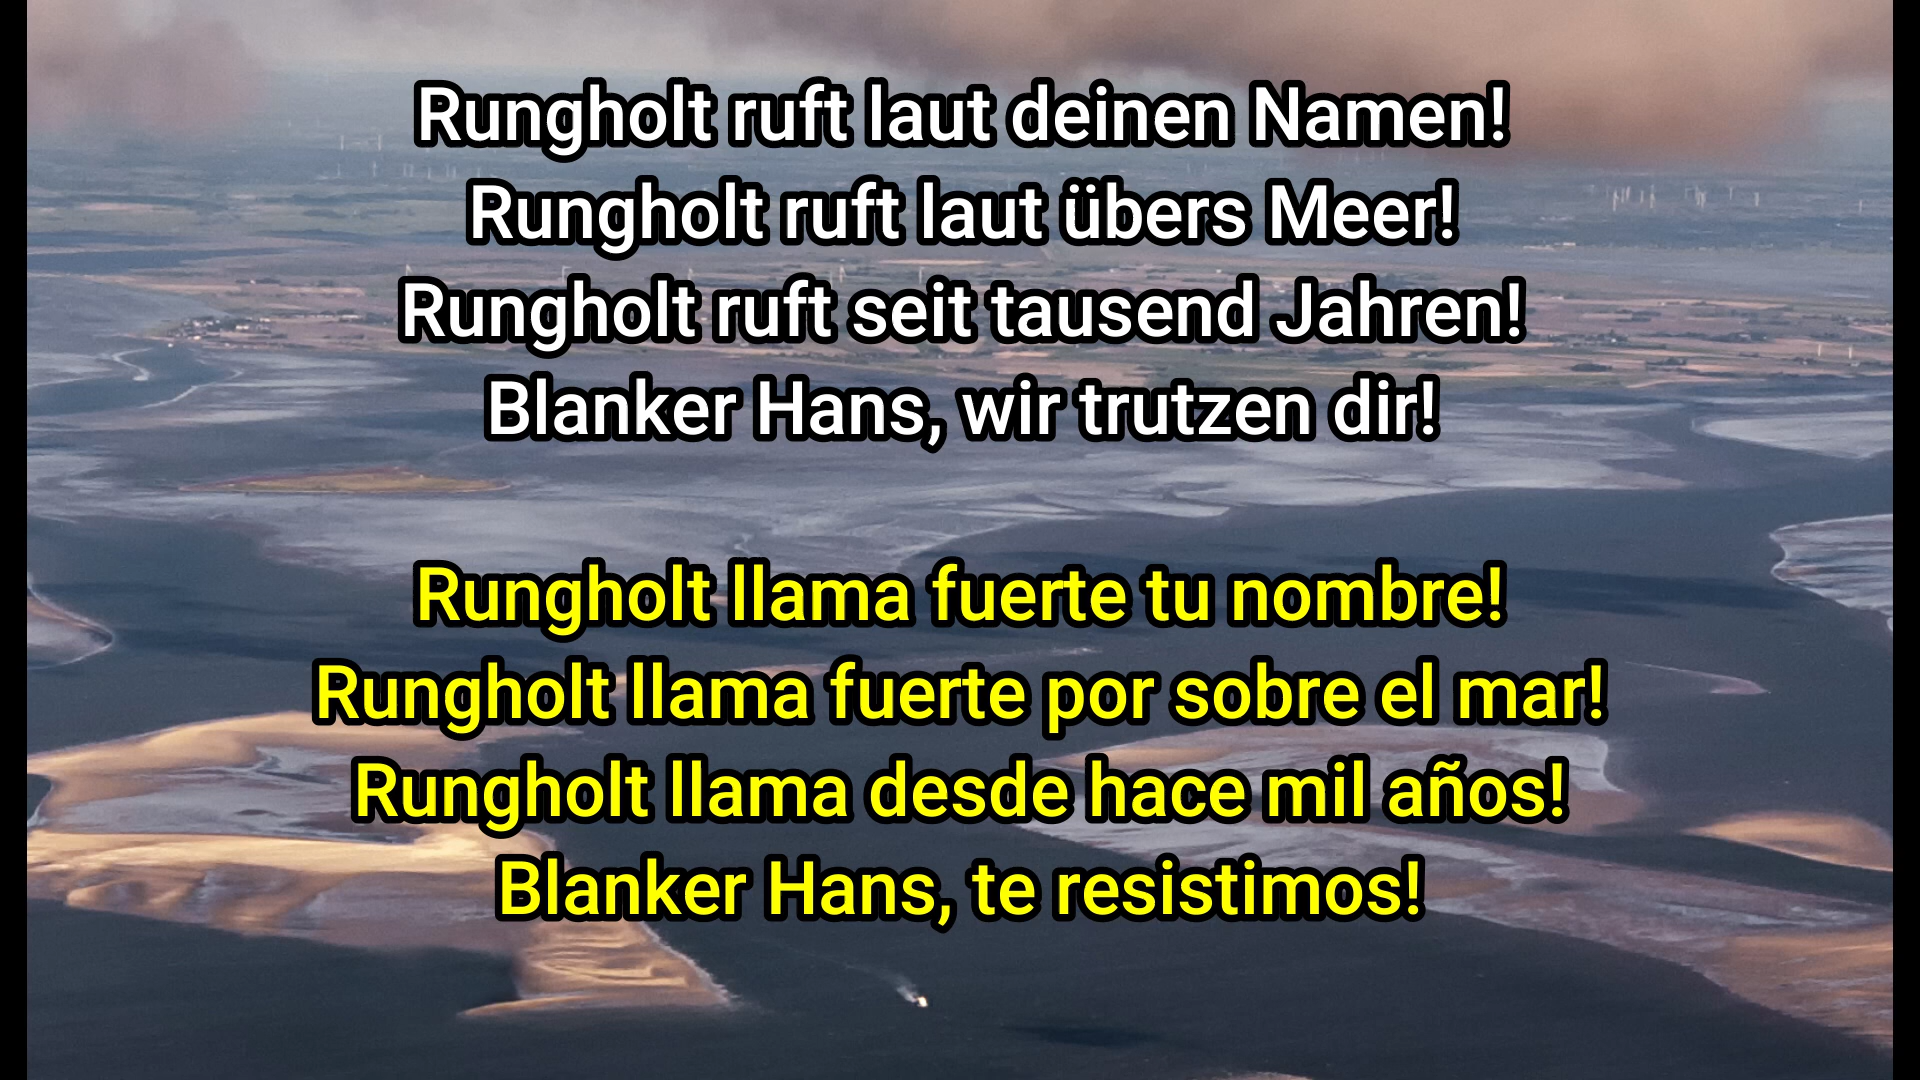 Rungholt ruft laut deinen Namen!
Rungholt ruft laut übers Meer!
Rungholt ruft seit tausend Jahren!
Blanker Hans, wir trutzen dir!
Rungholt llama fuerte tu nombre!
Rungholt llama fuerte por sobre el mar!
Rungholt llama desde hace mil años!
Blanker Hans, te resistimos!